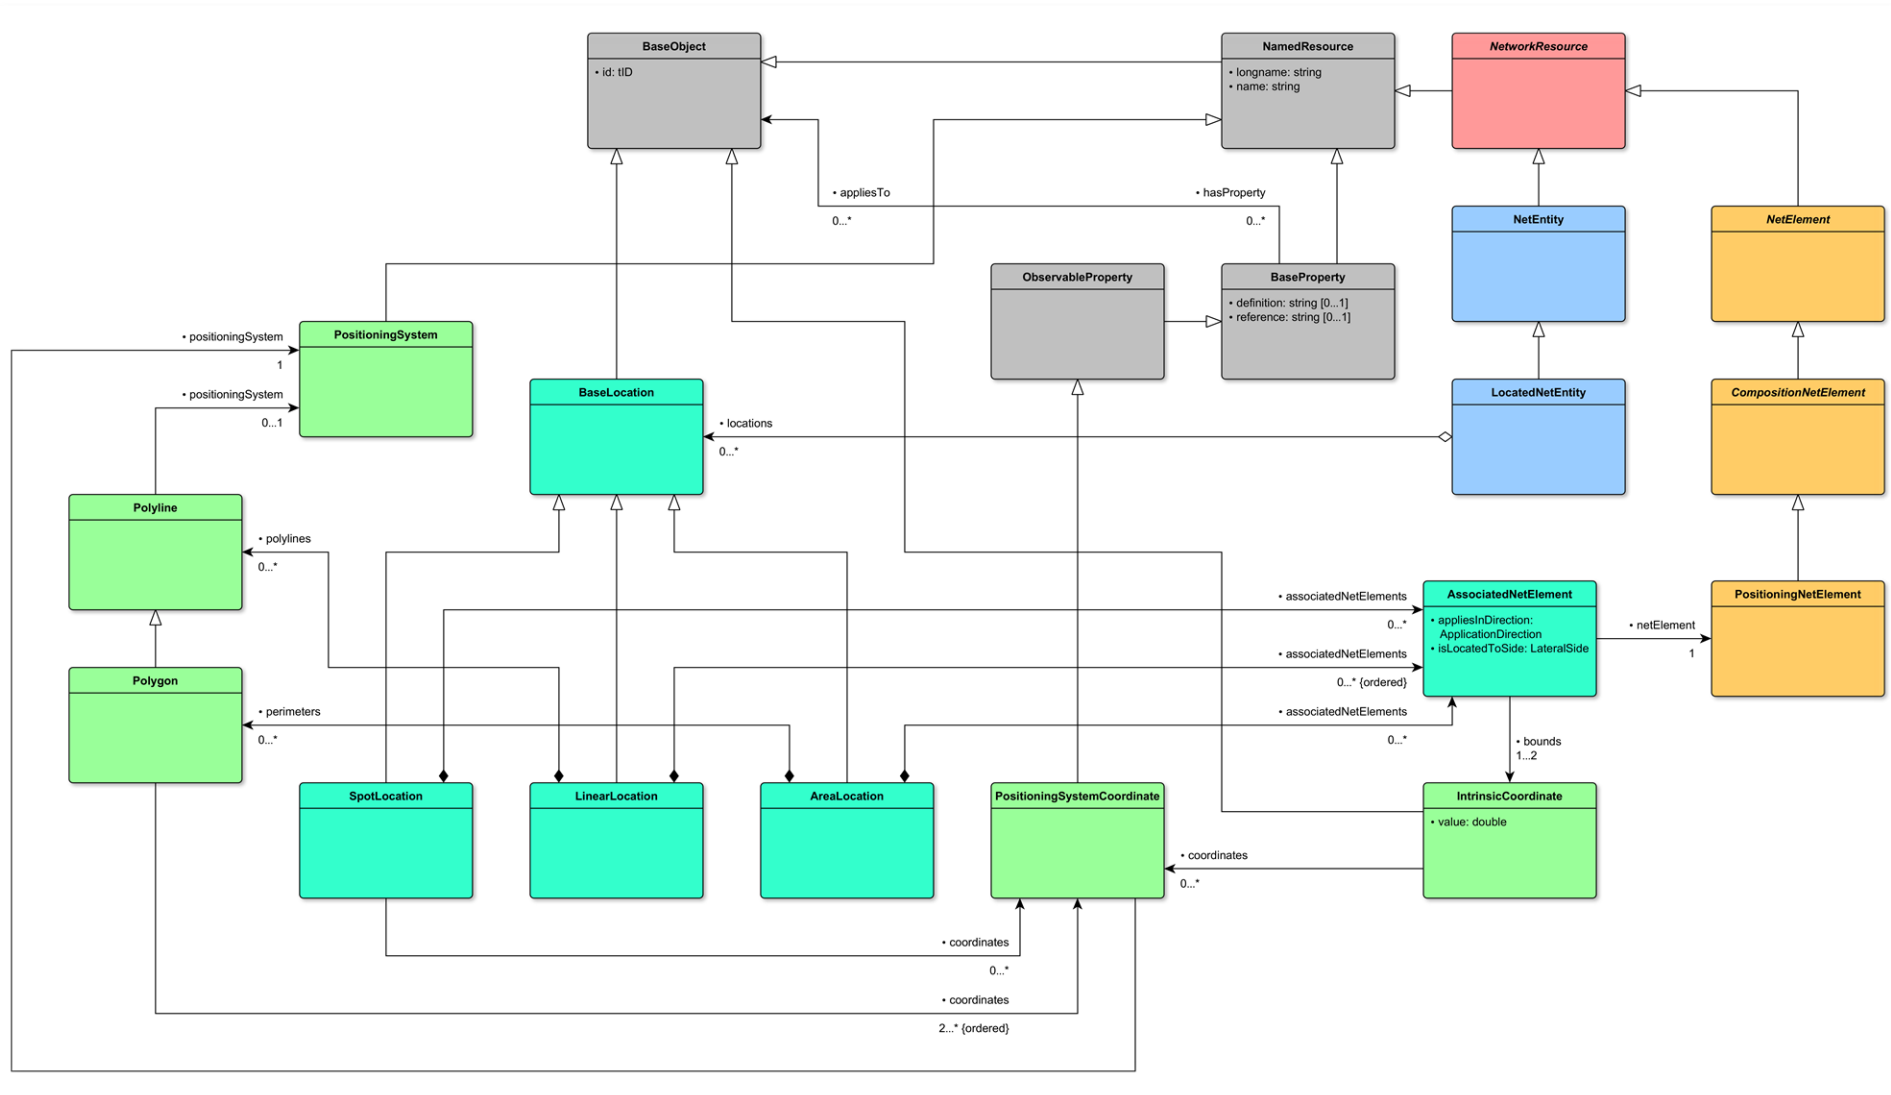 BaseObject
• id: tID
NamedResource
• longname: string
• name: string
NetworkResource
• appliesTo
0...*
• hasProperty
0...*
NetEntity
NetElement
ObservableProperty
BaseProperty
• definition: string [0...1]
• reference: string [0...1]
• positioningSystem
1
PositioningSystem
• positioningSystem
0...1
BaseLocation
• locations
0...*
LocatedNetEntity
CompositionNetElement
Polyline
• polylines
0...*
• associatedNetElements
0...*
AssociatedNetElement
• appliesInDirection:
ApplicationDirection
• isLocatedToSide: LateralSide
• netElement
1
PositioningNetElement
• associatedNetElements
0...* {ordered}
Polygon
• perimeters
0...*
• associatedNetElements
0...*
• bounds
1...2
SpotLocation
LinearLocation
AreaLocation
PositioningSystemCoordinate
IntrinsicCoordinate
• value: double
• coordinates
0...*
• coordinates
0...*
• coordinates
2...* {ordered}